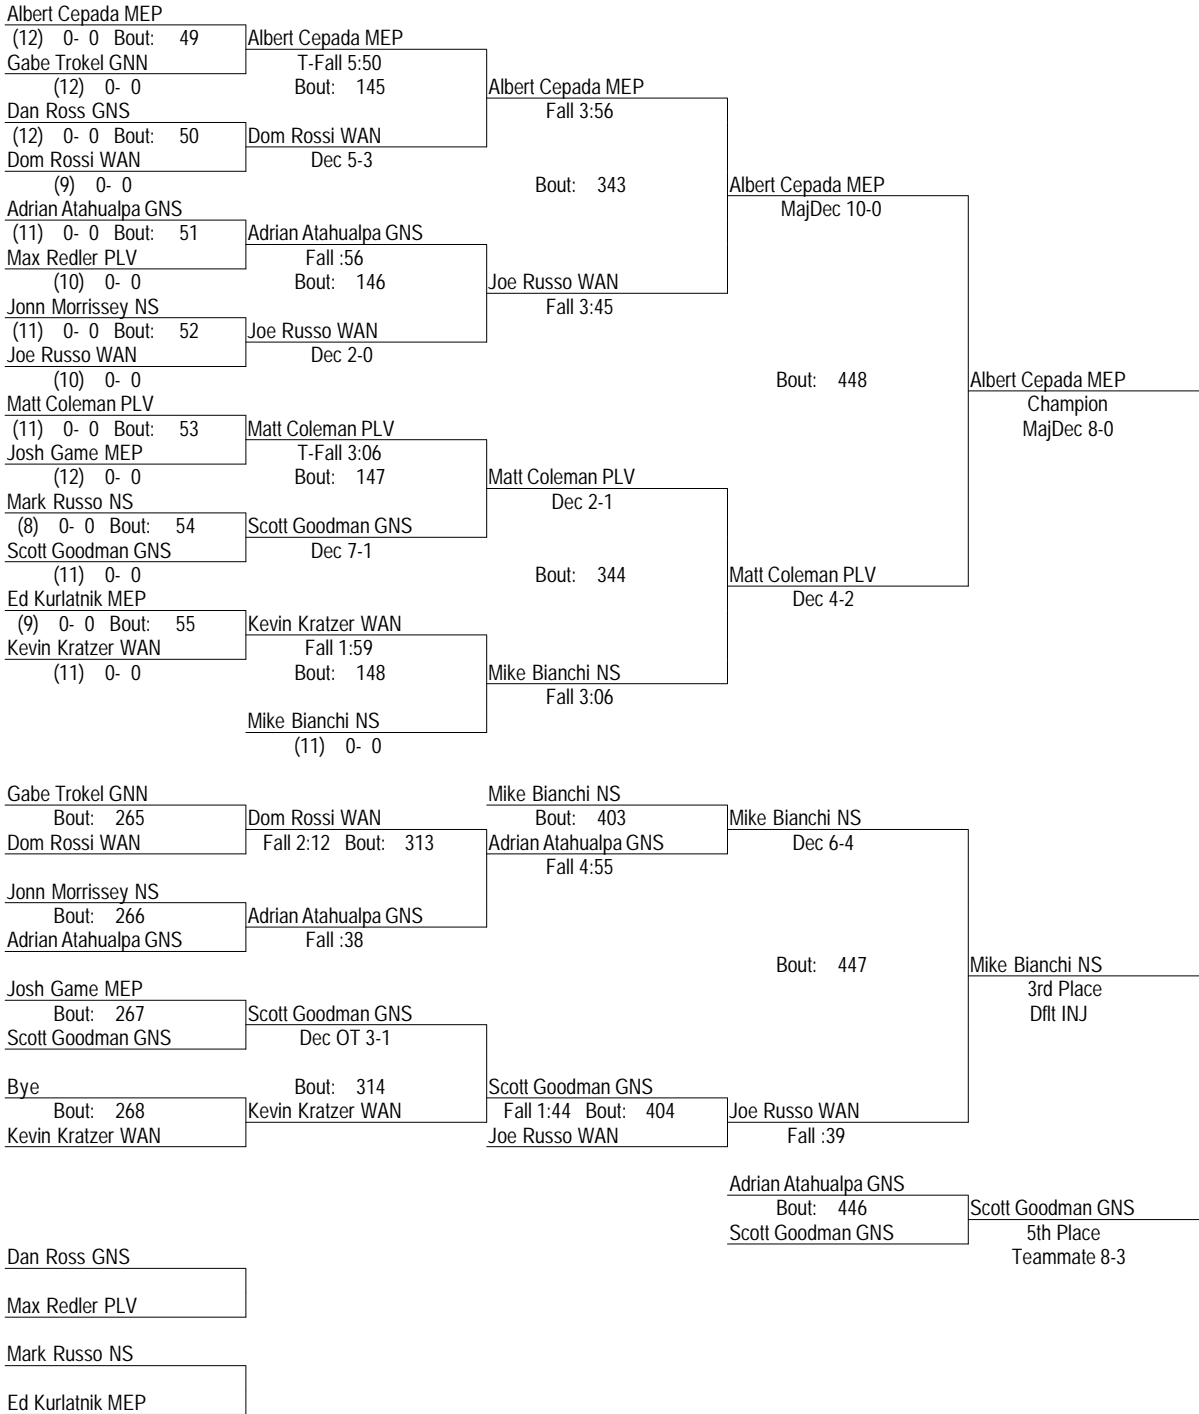 Albert Cepada MEP
(12) 0- 0 Bout: 49 Albert Cepada MEP
Gabe Trokel GNN T-Fall 5:50
(12) 0- 0 Bout: 145 Albert Cepada MEP
Dan Ross GNS Fall 3:56
(12) 0- 0 Bout: 50 Dom Rossi WAN
Dom Rossi WAN Dec 5-3
(9) 0- 0 Bout: 343 Albert Cepada MEP
Adrian Atahualpa GNS MajDec 10-0
(11) 0- 0 Bout: 51 Adrian Atahualpa GNS
Max Redler PLV Fall :56
(10) 0- 0 Bout: 146 Joe Russo WAN
Jonn Morrissey NS Fall 3:45
(11) 0- 0 Bout: 52 Joe Russo WAN
Joe Russo WAN Dec 2-0
(10) 0- 0 Bout: 448 Albert Cepada MEP
Matt Coleman PLV Champion
(11) 0- 0 Bout: 53 Matt Coleman PLV MajDec 8-0
Josh Game MEP T-Fall 3:06
(12) 0- 0 Bout: 147 Matt Coleman PLV
Mark Russo NS Dec 2-1
(8) 0- 0 Bout: 54 Scott Goodman GNS
Scott Goodman GNS Dec 7-1
(11) 0- 0 Bout: 344 Matt Coleman PLV
Ed Kurlatnik MEP Dec 4-2
(9) 0- 0 Bout: 55 Kevin Kratzer WAN
Kevin Kratzer WAN Fall 1:59
(11) 0- 0 Bout: 148 Mike Bianchi NS
Fall 3:06
Mike Bianchi NS
(11) 0- 0
Gabe Trokel GNN Mike Bianchi NS
Bout: 265 Dom Rossi WAN Bout: 403 Mike Bianchi NS
Dom Rossi WAN Fall 2:12 Bout: 313 Adrian Atahualpa GNS Dec 6-4
Fall 4:55
Jonn Morrissey NS
Bout: 266 Adrian Atahualpa GNS
Adrian Atahualpa GNS Fall :38
Bout: 447 Mike Bianchi NS
Josh Game MEP 3rd Place
Bout: 267 Scott Goodman GNS Dflt INJ
Scott Goodman GNS Dec OT 3-1
Bye Bout: 314 Scott Goodman GNS
Bout: 268 Kevin Kratzer WAN Fall 1:44 Bout: 404 Joe Russo WAN
Kevin Kratzer WAN Joe Russo WAN Fall :39
Adrian Atahualpa GNS
Bout: 446 Scott Goodman GNS
Scott Goodman GNS 5th Place
Dan Ross GNS Teammate 8-3
Max Redler PLV
Mark Russo NS
Ed Kurlatnik MEP